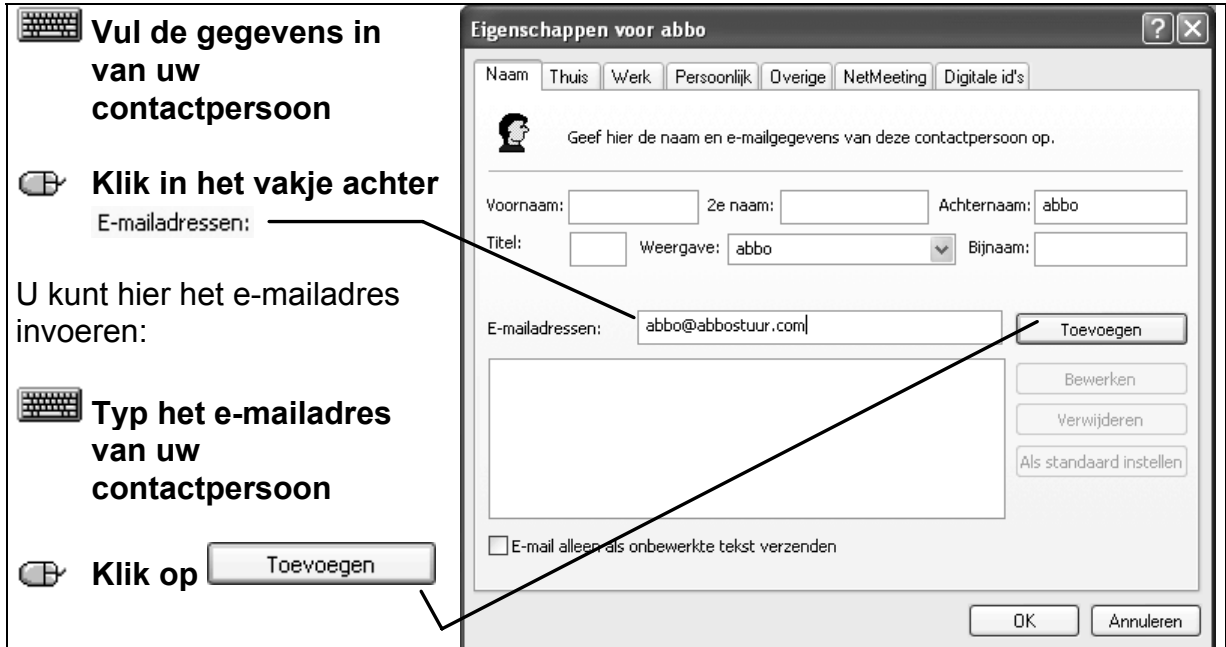 Vul de gegevens in
van uw
contactpersoon
Klik in het vakje achter
E-mailadressen:
U kunt hier het e-mailadres
invoeren:
Typ het e-mailadres
van uw
contactpersoon
Klik op Toevoegen
Eigenschappen voor abbo
Naam Thuis Werk Persoonlijk Overige NetMeeting Digitale id's
Geef hier de naam en e-mailgegevens van deze contactpersoon op.
Voornaam: 2e naam: Achternaam: abbo
Titel: Weergave: abbo Bijnaam:
E-mailadressen: abbo@abbostuur.com Toevoegen
Bewerken
Verwijderen
Als standaard instellen
E-mail alleen als onbewerkte tekst verzenden
OK Annuleren